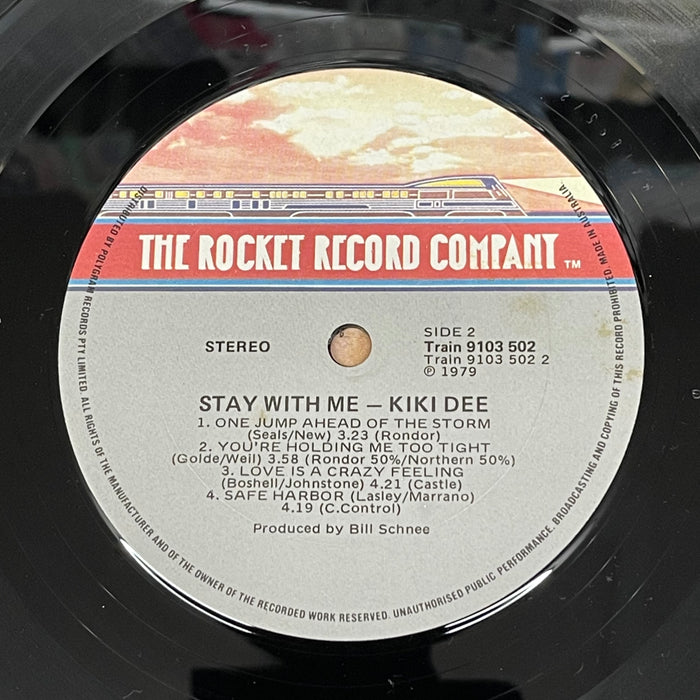 THE ROCKET RECORD COMPANY TM
STEREO
SIDE 2
Train 9103 502
Train 9103 502 2
℗ 1979
STAY WITH ME – KIKI DEE
1. ONE JUMP AHEAD OF THE STORM
(Seals/New) 3.23 (Rondor)
2. YOU'RE HOLDING ME TOO TIGHT
(Golde/Weil) 3.58 (Rondor 50%/Northern 50%)
3. LOVE IS A CRAZY FEELING
(Boshell/Johnstone) 4.21 (Castle)
4. SAFE HARBOR (Lasley/Marrano)
4.19 (C.Control)
Produced by Bill Schnee
DISTRIBUTED BY POLYGRAM RECORDS PTY LIMITED. ALL RIGHTS OF THE MANUFACTURER AND OF THE OWNER OF THE RECORDED WORK RESERVED. UNAUTHORISED PUBLIC PERFORMANCE, BROADCASTING AND COPYING OF THIS RECORD PROHIBITED. MADE IN AUSTRALIA